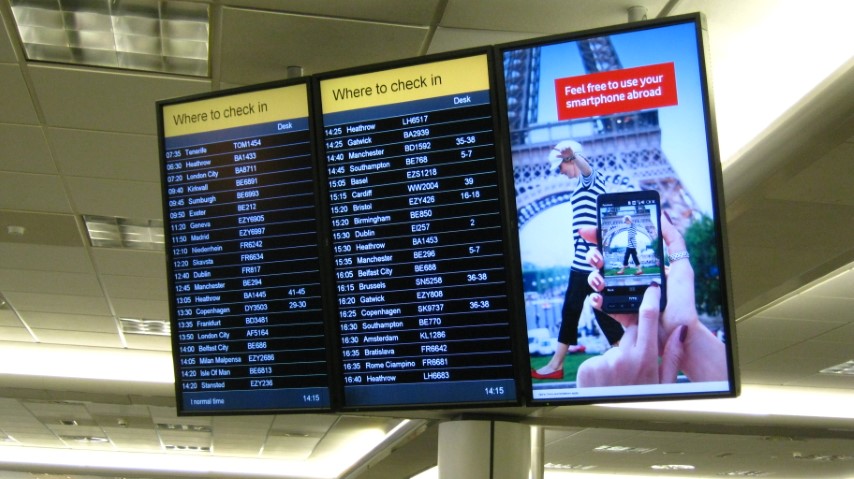 Where to check in
Desk
07:35 Tenerife TOM1454
06:30 Heathrow BA1433
07:20 London City BA8711
09:40 Kirkwall BE6891
09:45 Sumburgh BE6993
09:50 Exeter BE212
11:20 Geneva EZY6905
11:50 Madrid EZY6997
12:10 Niederrhein FR6242
12:20 Skavsta FR6634
12:40 Dublin FR817
12:45 Manchester BE294
13:05 Heathrow BA1445 41-45
13:30 Copenhagen DY3503 29-30
13:35 Frankfurt BD3481
13:50 London City AF5164
14:00 Belfast City BE686
14:05 Milan Malpensa EZY2686
14:20 Isle Of Man BE6813
14:20 Stansted EZY236
l normal time 14:15
Where to check in
Desk
14:25 Heathrow LH6517
14:25 Gatwick BA2939
14:40 Manchester BD1592 35-38
14:45 Southampton BE768 5-7
15:05 Basel EZS1218
15:15 Cardiff WW2004 39
15:20 Bristol EZY426 16-18
15:20 Birmingham BE850
15:30 Dublin EI257 2
15:30 Heathrow BA1453
15:35 Manchester BE296 5-7
16:05 Belfast City BE688
16:15 Brussels SN5258 36-38
16:20 Gatwick EZY808
16:25 Copenhagen SK9737 36-38
16:30 Southampton BE770
16:30 Amsterdam KL1286
16:35 Bratislava FR6642
16:35 Rome Ciampino FR6681
16:40 Heathrow LH6683
14:15
Feel free to use your
smartphone abroad